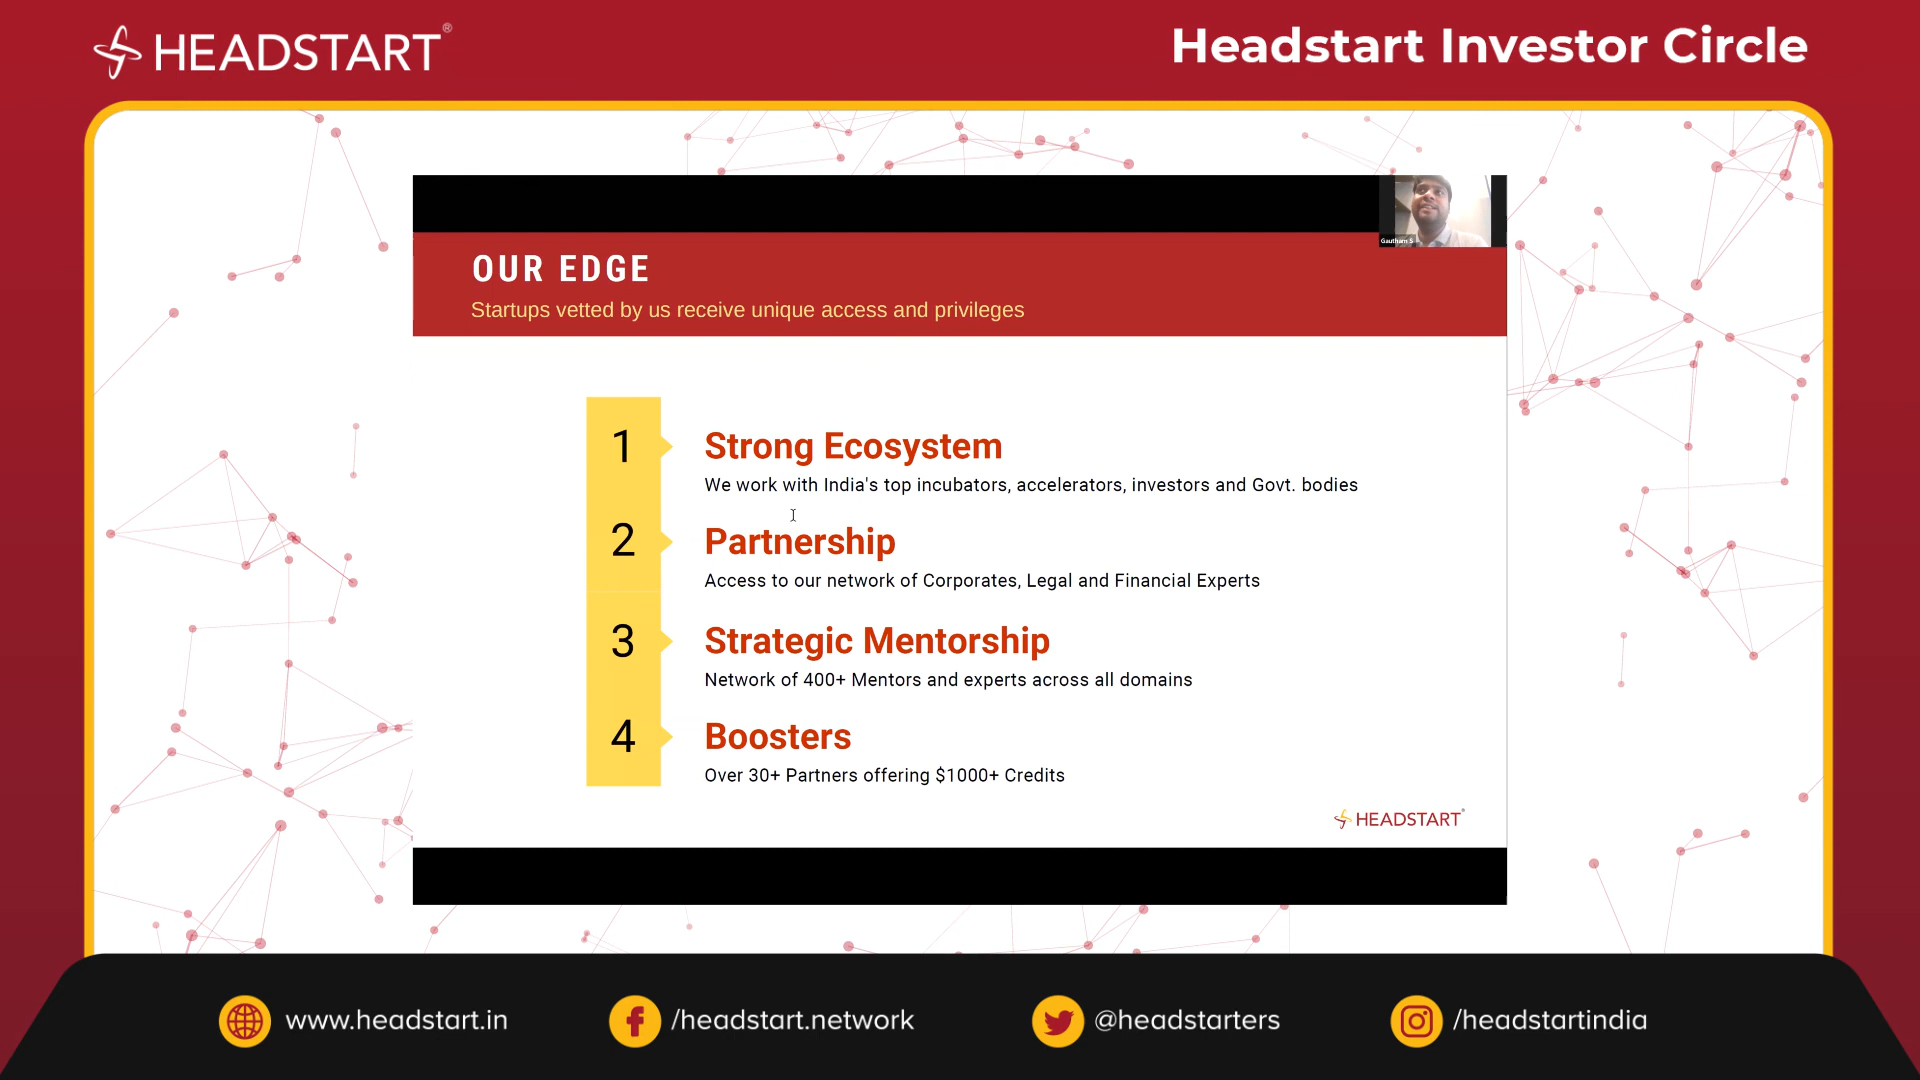 HEADSTART®
Headstart Investor Circle
Gautham S
OUR EDGE
Startups vetted by us receive unique access and privileges
1
Strong Ecosystem
We work with India's top incubators, accelerators, investors and Govt. bodies
2
Partnership
Access to our network of Corporates, Legal and Financial Experts
3
Strategic Mentorship
Network of 400+ Mentors and experts across all domains
4
Boosters
Over 30+ Partners offering $1000+ Credits
HEADSTART
www.headstart.in
/headstart.network
@headstarters
/headstartindia